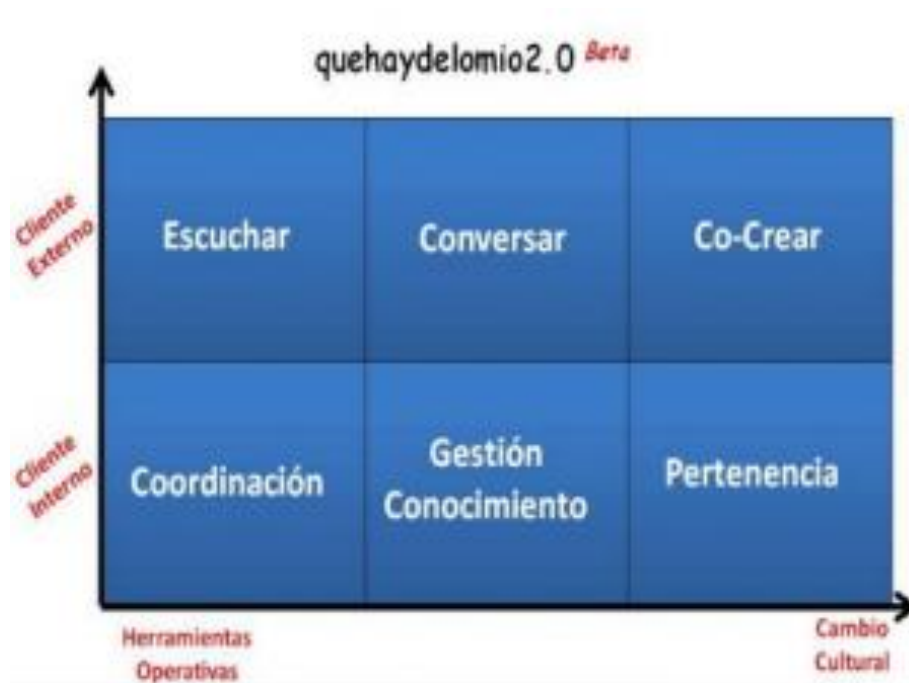 quehaydelomio2.0 Beta
Cliente
Externo
Escuchar
Conversar
Co-Crear
Cliente
Interno
Coordinación
Gestión
Conocimiento
Pertenencia
Herramientas
Operativas
Cambio
Cultural